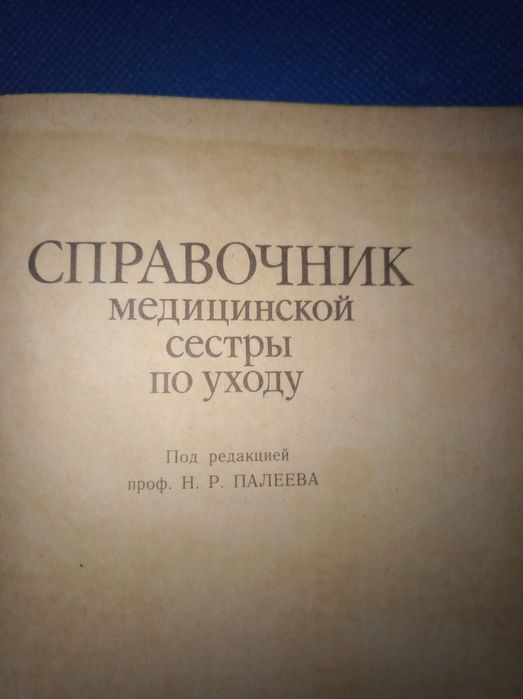 СПРАВОЧНИК
медицинской
сестры
по уходу
Под редакцией
проф. Н. Р. ПАЛЕЕВА